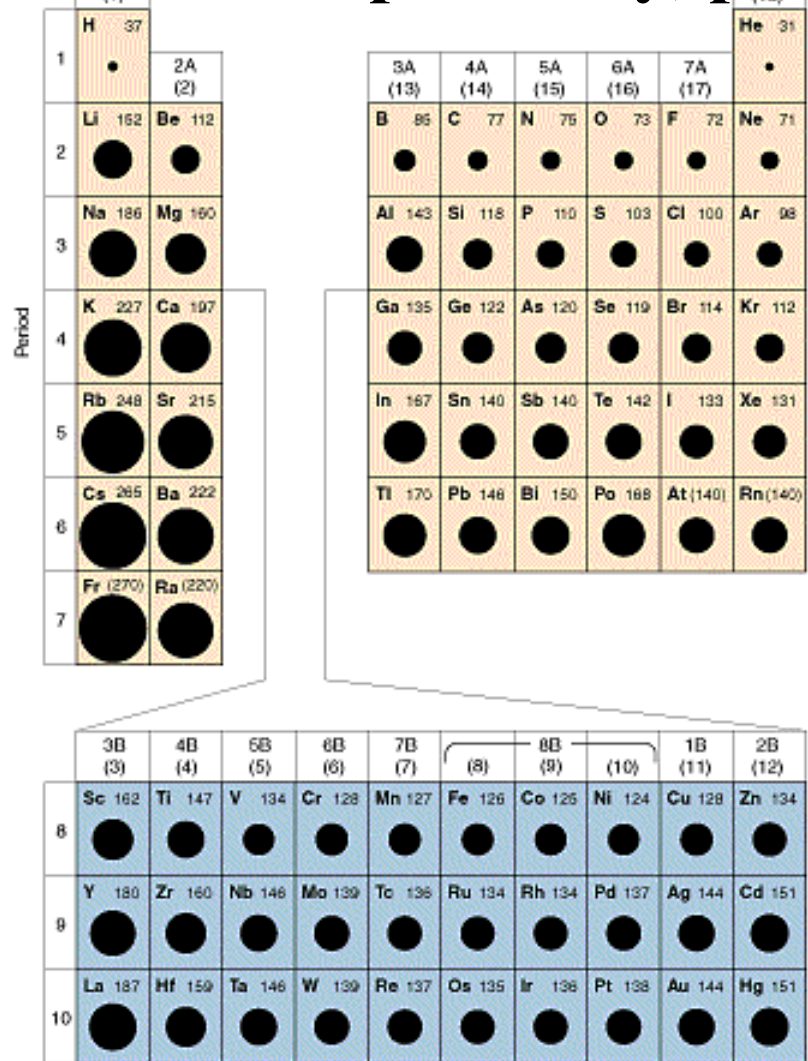 H 37
He 31
1
2A
3A 4A 5A 6A 7A
(2)
(13) (14) (15) (16) (17)
Li 152 Be 112 B 85 C 77 N 75 O 73 F 72 Ne 71
2
Na 186 Mg 160 Al 143 Si 118 P 110 S 103 Cl 100 Ar 98
3
K 227 Ca 197 Ga 135 Ge 122 As 120 Se 119 Br 114 Kr 112
Period
4
Rb 248 Sr 215 In 167 Sn 140 Sb 140 Te 142 I 133 Xe 131
5
Cs 265 Ba 222 Tl 170 Pb 146 Bi 150 Po 168 At (140) Rn (140)
6
Fr (270) Ra (220)
7
3B 4B 5B 6B 7B 8B 1B 2B
(3) (4) (5) (6) (7) (8) (9) (10) (11) (12)
Sc 162 Ti 147 V 134 Cr 128 Mn 127 Fe 126 Co 125 Ni 124 Cu 128 Zn 134
8
Y 180 Zr 160 Nb 146 Mo 139 Tc 136 Ru 134 Rh 134 Pd 137 Ag 144 Cd 151
9
La 187 Hf 159 Ta 146 W 139 Re 137 Os 135 Ir 136 Pt 138 Au 144 Hg 151
10